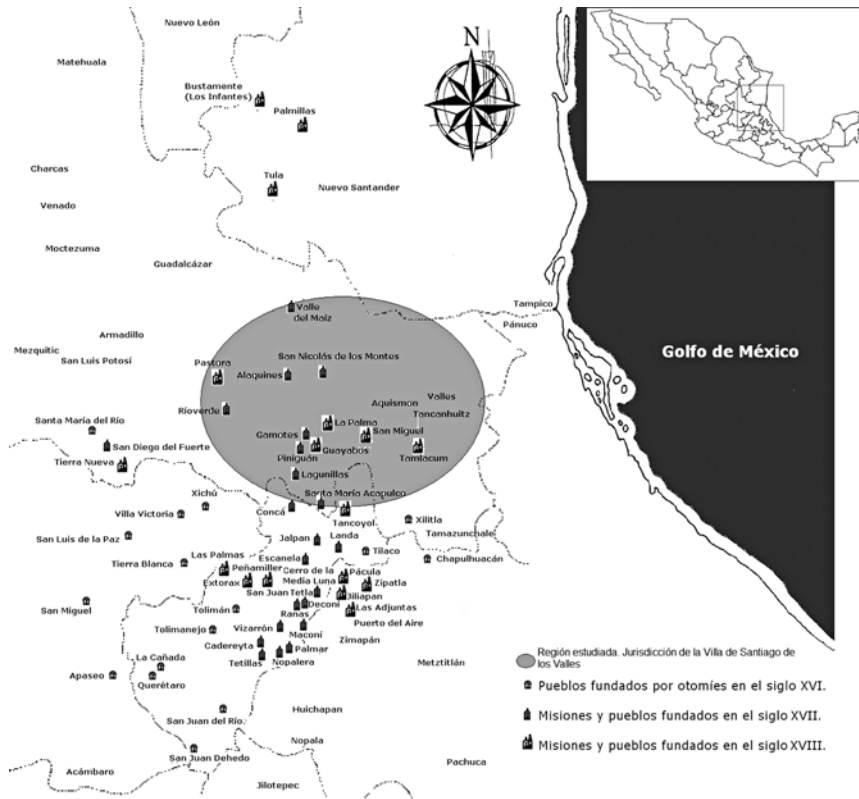 Nuevo León
Matehuala
Bustamente
(Los Infantes)
Palmillas
N
Charcas
Tula
Nuevo Santander
Venado
Moctezuma
Guadalcázar
Valle
del Maiz
Tampico
Pánuco
Armadillo
Mezquitic
San Luis Potosí
Golfo de México
San Nicolás de los Montes
Pastora
Alaquines
Valles
Aquismon
Rioverde
Tancanhuitz
Santa María del Río
La Palma
San Miguel
Gamotes
San Diego del Fuerte
Guayabos
Piniguán
Tamlacum
Tierra Nueva
Lagunillas
Xichú
Santa María Acapulco
Concá
Villa Victoria
Tancoyol
Xilitla
Tamazunchale
San Luis de la Paz
Jalpan
Landa
Tilaco
Chapulhuacán
Tierra Blanca
Las Palmas
Escanela
Peñamiller
Cerro de la
Media Luna
Pácula
Extorax
Zipatla
San Juan
Tetla
Jiliapan
San Miguel
Tolimán
Deconí
Las Adjuntas
Ranas
Puerto del Aire
Tolimanejo
Vizarrón
Maconí
Zimapán
Cadereyta
Palmar
La Cañada
Tetillas
Nopalera
Metztitlán
Apaseo
Querétaro
Región estudiada. Jurisdicción de la Villa de Santiago de
los Valles
Pueblos fundados por otomíes en el siglo XVI.
Huichapan
San Juan del Río
Misiones y pueblos fundados en el siglo XVII.
Nopala
Misiones y pueblos fundados en el siglo XVIII.
San Juan Dehedo
Pachuca
Acámbaro
Jilotepec